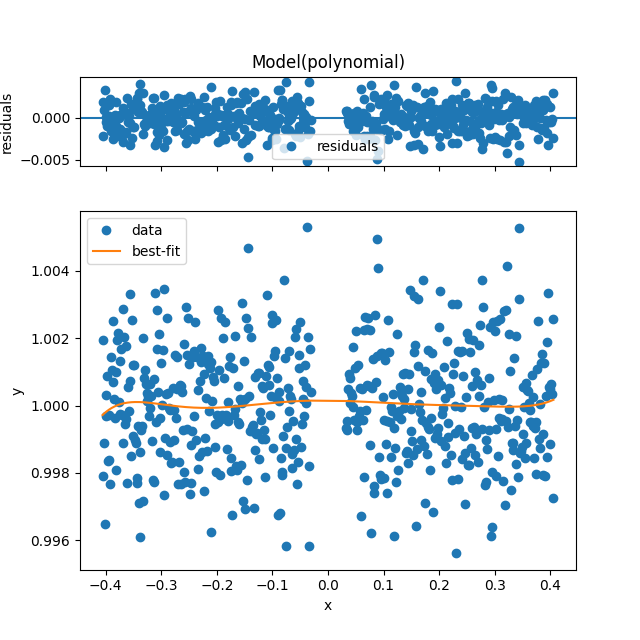 Model(polynomial)
residuals
0.000
−0.005
residuals
data
best-fit
y
1.004
1.002
1.000
0.998
0.996
−0.4 −0.3 −0.2 −0.1 0.0 0.1 0.2 0.3 0.4
x